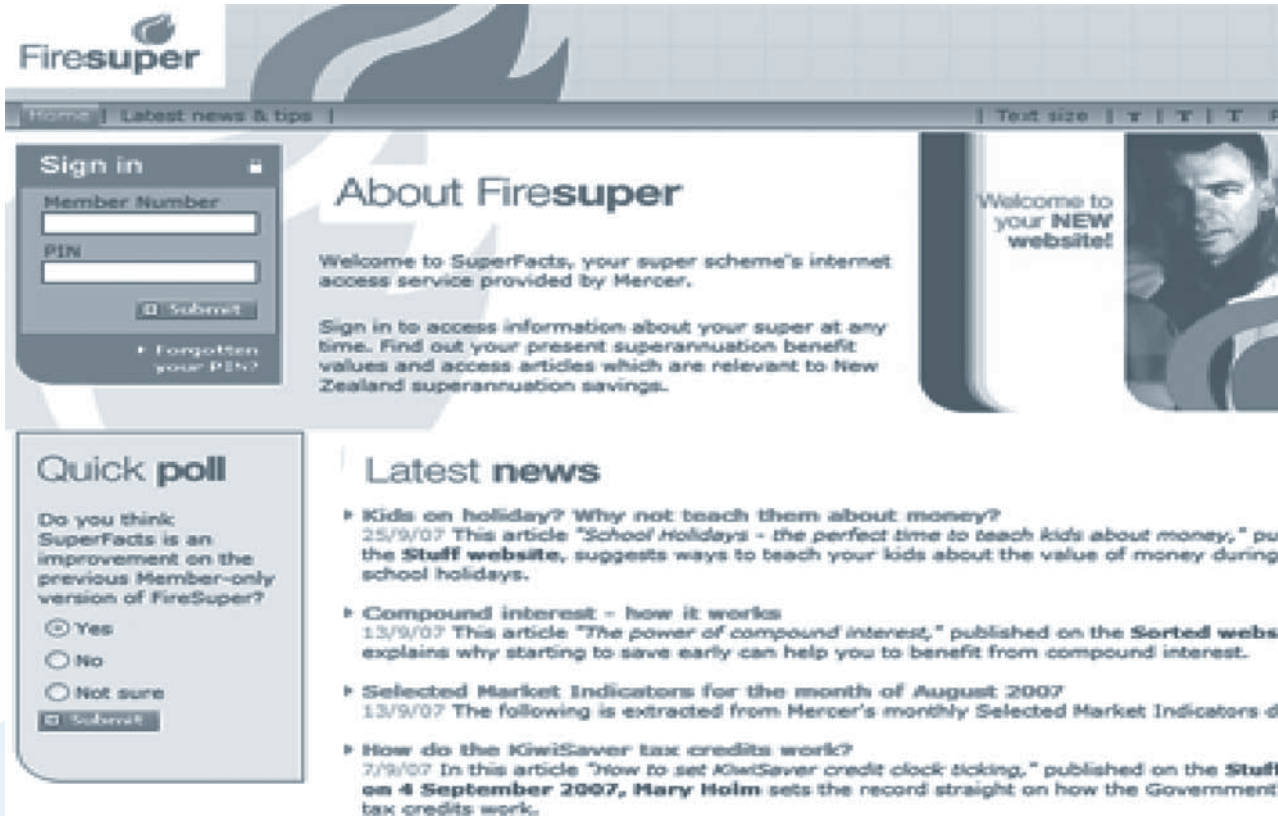 Firesuper
Home | Latest news & tips |
| Text size | T | T | T
Sign in
Member Number
PIN
Submit
Forgotten
your PIN?
About Firesuper
Welcome to SuperFacts, your super scheme's internet
access service provided by Mercer.
Sign in to access information about your super at any
time. Find out your present superannuation benefit
values and access articles which are relevant to New
Zealand superannuation savings.
Welcome to
your NEW
website!
Quick poll
Do you think
SuperFacts is an
improvement on the
previous Member-only
version of FireSuper?
Yes
No
Not sure
Submit
Latest news
Kids on holiday? Why not teach them about money?
25/9/07 This article "School Holidays - the perfect time to teach kids about money," pu
the Stuff website, suggests ways to teach your kids about the value of money during
school holidays.
Compound interest - how it works
13/9/07 This article "The power of compound interest," published on the Sorted webs
explains why starting to save early can help you to benefit from compound interest.
Selected Market Indicators for the month of August 2007
13/9/07 The following is extracted from Mercer's monthly Selected Market Indicators d
How do the KiwiSaver tax credits work?
7/9/07 In this article "How to set KiwiSaver credit clock ticking," published on the Stuff
on 4 September 2007, Mary Holm sets the record straight on how the Government
tax credits work.